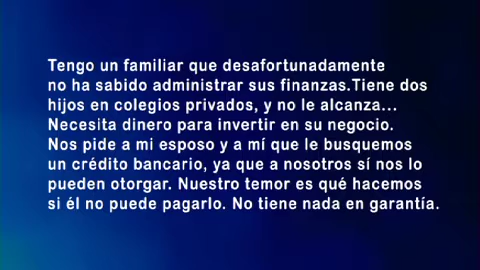 Tengo un familiar que desafortunadamente
no ha sabido administrar sus finanzas.Tiene dos
hijos en colegios privados, y no le alcanza...
Necesita dinero para invertir en su negocio.
Nos pide a mi esposo y a mí que le busquemos
un crédito bancario, ya que a nosotros sí nos lo
pueden otorgar. Nuestro temor es qué hacemos
si él no puede pagarlo. No tiene nada en garantía.